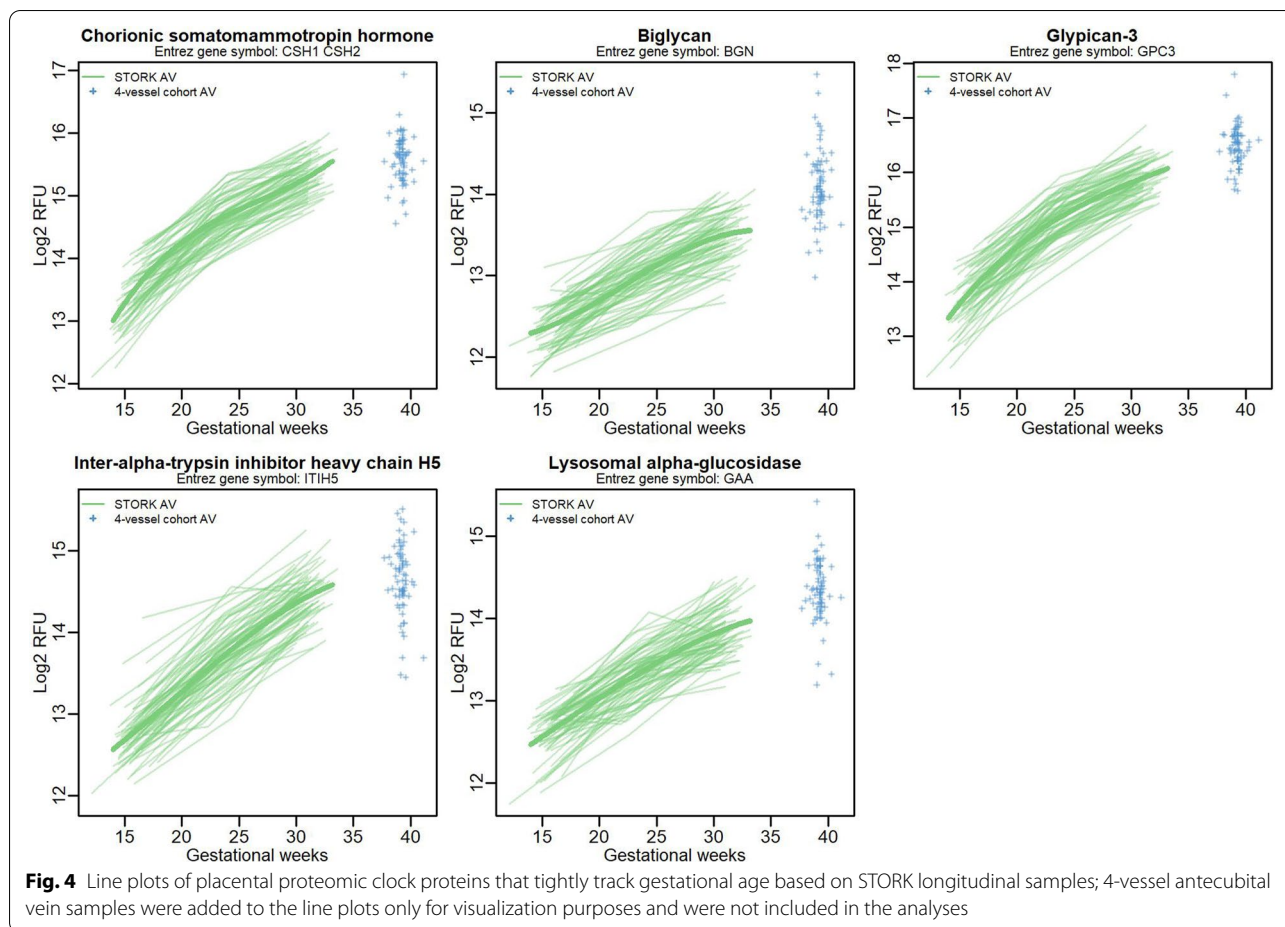 Chorionic somatomammotropin hormone
Entrez gene symbol: CSH1 CSH2
STORK AV
4-vessel cohort AV
Log2 RFU
17
16
15
14
13
12
15 20 25 30 35 40
Gestational weeks
Biglycan
Entrez gene symbol: BGN
STORK AV
4-vessel cohort AV
Log2 RFU
15
14
13
12
15 20 25 30 35 40
Gestational weeks
Glypican-3
Entrez gene symbol: GPC3
STORK AV
4-vessel cohort AV
Log2 RFU
18
17
16
15
14
13
15 20 25 30 35 40
Gestational weeks
Inter-alpha-trypsin inhibitor heavy chain H5
Entrez gene symbol: ITIH5
STORK AV
4-vessel cohort AV
Log2 RFU
15
14
13
12
15 20 25 30 35 40
Gestational weeks
Lysosomal alpha-glucosidase
Entrez gene symbol: GAA
STORK AV
4-vessel cohort AV
Log2 RFU
15
14
13
12
15 20 25 30 35 40
Gestational weeks
Fig. 4 Line plots of placental proteomic clock proteins that tightly track gestational age based on STORK longitudinal samples; 4-vessel antecubital
vein samples were added to the line plots only for visualization purposes and were not included in the analyses